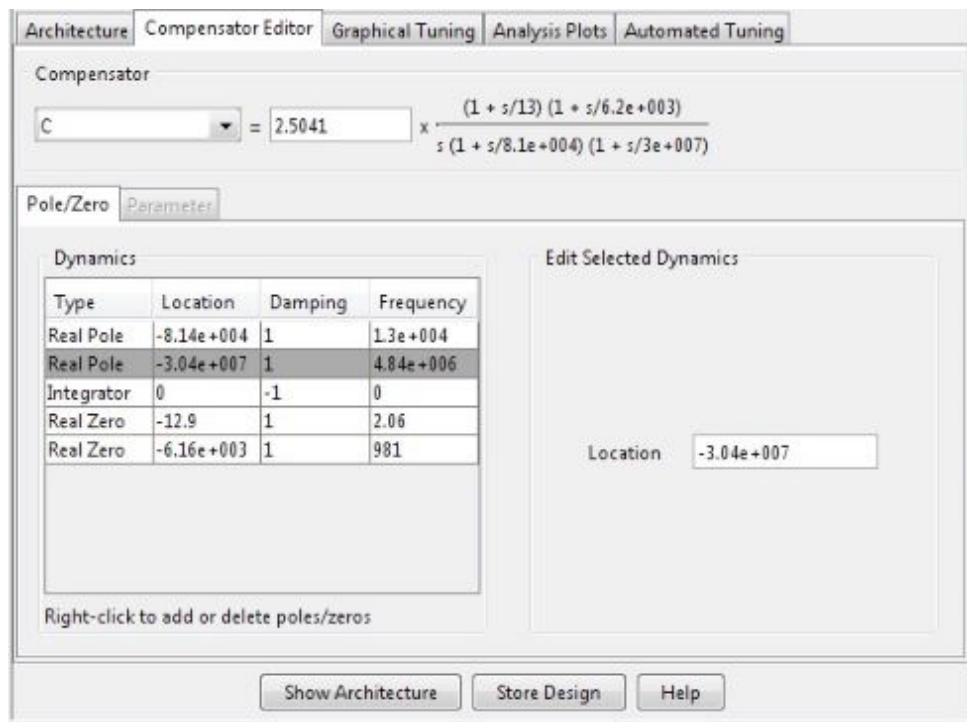 Architecture Compensator Editor Graphical Tuning Analysis Plots Automated Tuning
Compensator
C = 2.5041 x (1 + s/13) (1 + s/6.2e+003)
s (1 + s/8.1e+004) (1 + s/3e+007)
Pole/Zero Parameter
Dynamics
Type Location Damping Frequency
Real Pole -8.14e+004 1 1.3e+004
Real Pole -3.04e+007 1 4.84e+006
Integrator 0 -1 0
Real Zero -12.9 1 2.06
Real Zero -6.16e+003 1 981
Right-click to add or delete poles/zeros
Edit Selected Dynamics
Location -3.04e+007
Show Architecture Store Design Help